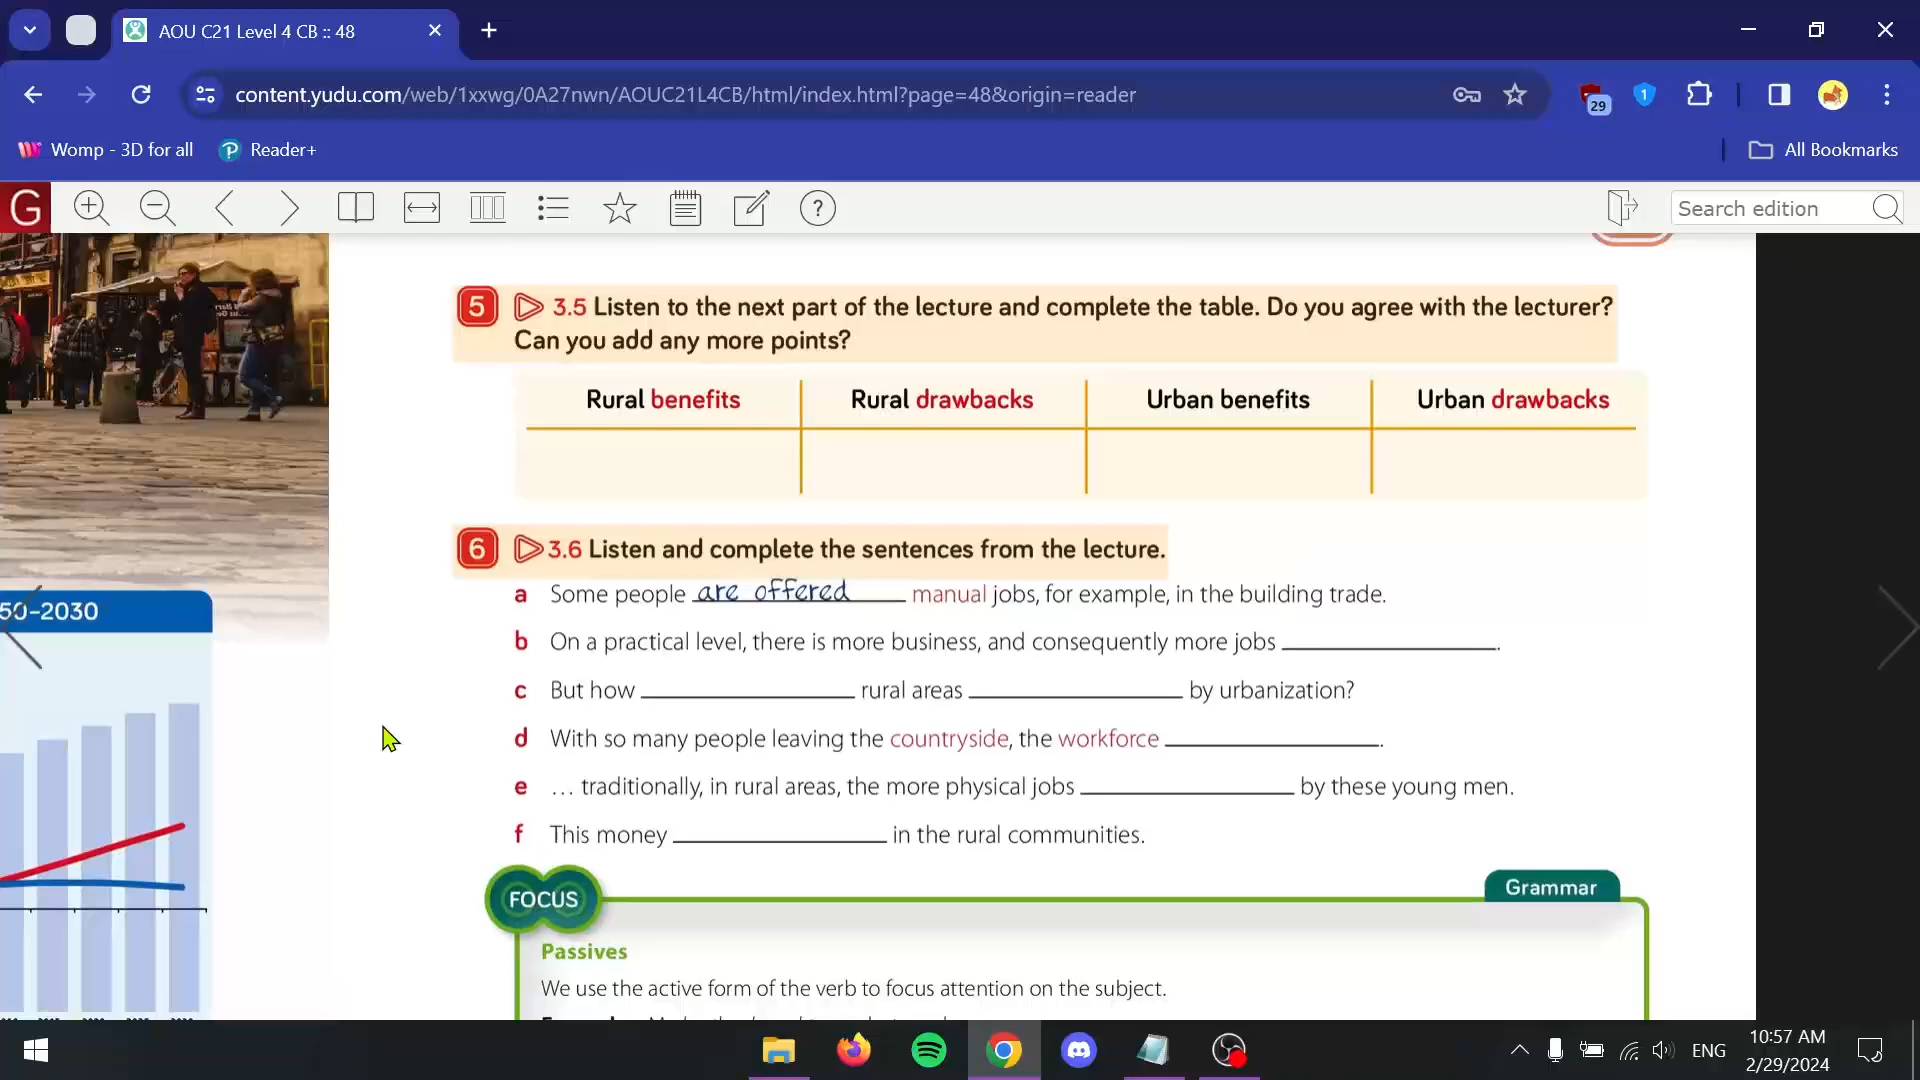 AOU C21 Level 4 CB :: 48
content.yudu.com/web/1xxwg/0A27nwn/AOUC21L4CB/html/index.html?page=48&origin=reader
29
1
Womp - 3D for all
Reader+
All Bookmarks
G
?
Search edition
5 3.5 Listen to the next part of the lecture and complete the table. Do you agree with the lecturer?
Can you add any more points?
Rural benefits Rural drawbacks Urban benefits Urban drawbacks
6 3.6 Listen and complete the sentences from the lecture.
a Some people are offered manual jobs, for example, in the building trade.
b On a practical level, there is more business, and consequently more jobs ____.
c But how ____ rural areas ____ by urbanization?
d With so many people leaving the countryside, the workforce ____.
e … traditionally, in rural areas, the more physical jobs ____ by these young men.
f This money ____ in the rural communities.
50–2030
FOCUS
Grammar
Passives
We use the active form of the verb to focus attention on the subject.
ENG
10:57 AM
2/29/2024